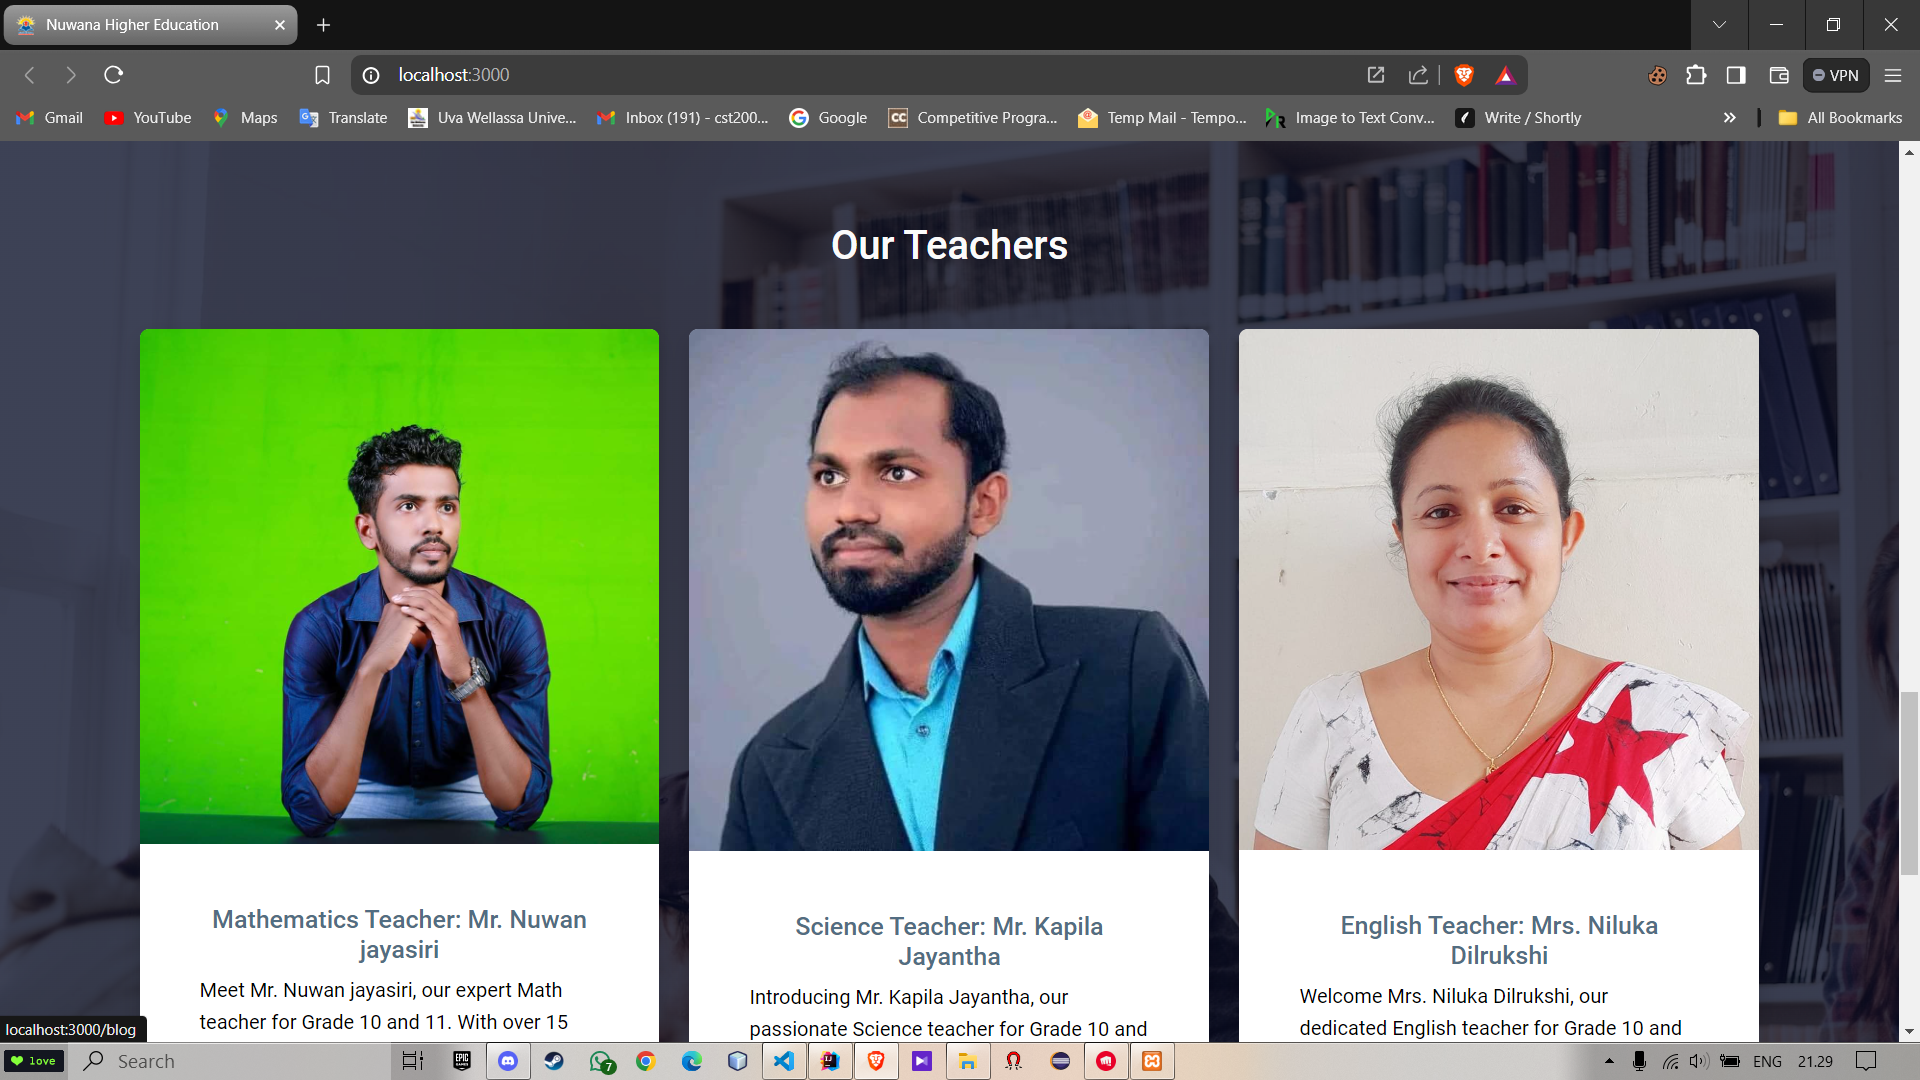 Nuwana Higher Education
localhost:3000
VPN
Gmail
YouTube
Maps
Translate
Uva Wellassa Unive...
Inbox (191) - cst200...
Google
CC
Competitive Progra...
Temp Mail - Tempo...
Image to Text Conv...
Write / Shortly
All Bookmarks
Our Teachers
Mathematics Teacher: Mr. Nuwan
jayasiri
Meet Mr. Nuwan jayasiri, our expert Math
teacher for Grade 10 and 11. With over 15
Science Teacher: Mr. Kapila
Jayantha
Introducing Mr. Kapila Jayantha, our
passionate Science teacher for Grade 10 and
English Teacher: Mrs. Niluka
Dilrukshi
Welcome Mrs. Niluka Dilrukshi, our
dedicated English teacher for Grade 10 and
localhost:3000/blog
love
Search
EPIC
GAMES
7
IJ
ENG
21.29